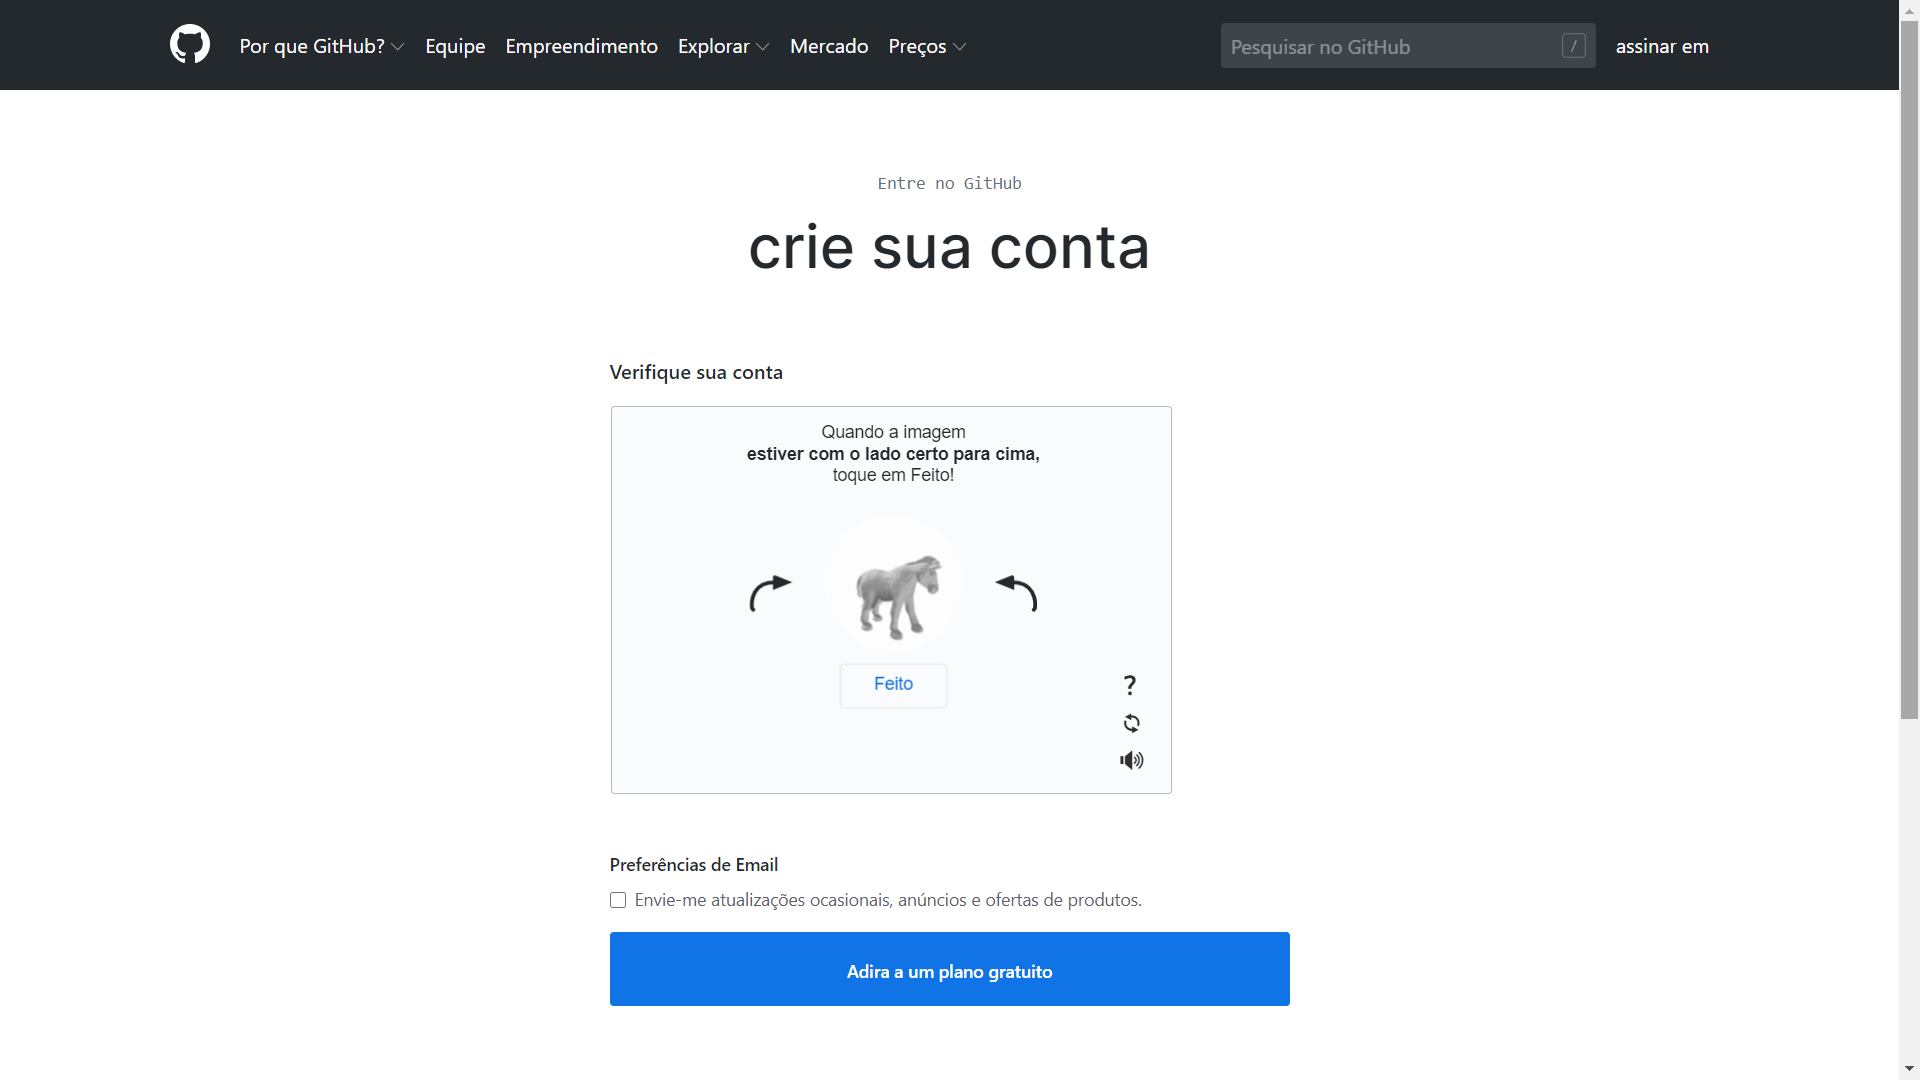 Por que GitHub?
Equipe
Empreendimento
Explorar
Mercado
Preços
Pesquisar no GitHub
/
assinar em
Entre no GitHub
crie sua conta
Verifique sua conta
Quando a imagem
estiver com o lado certo para cima,
toque em Feito!
Feito
?
Preferências de Email
Envie-me atualizações ocasionais, anúncios e ofertas de produtos.
Adira a um plano gratuito